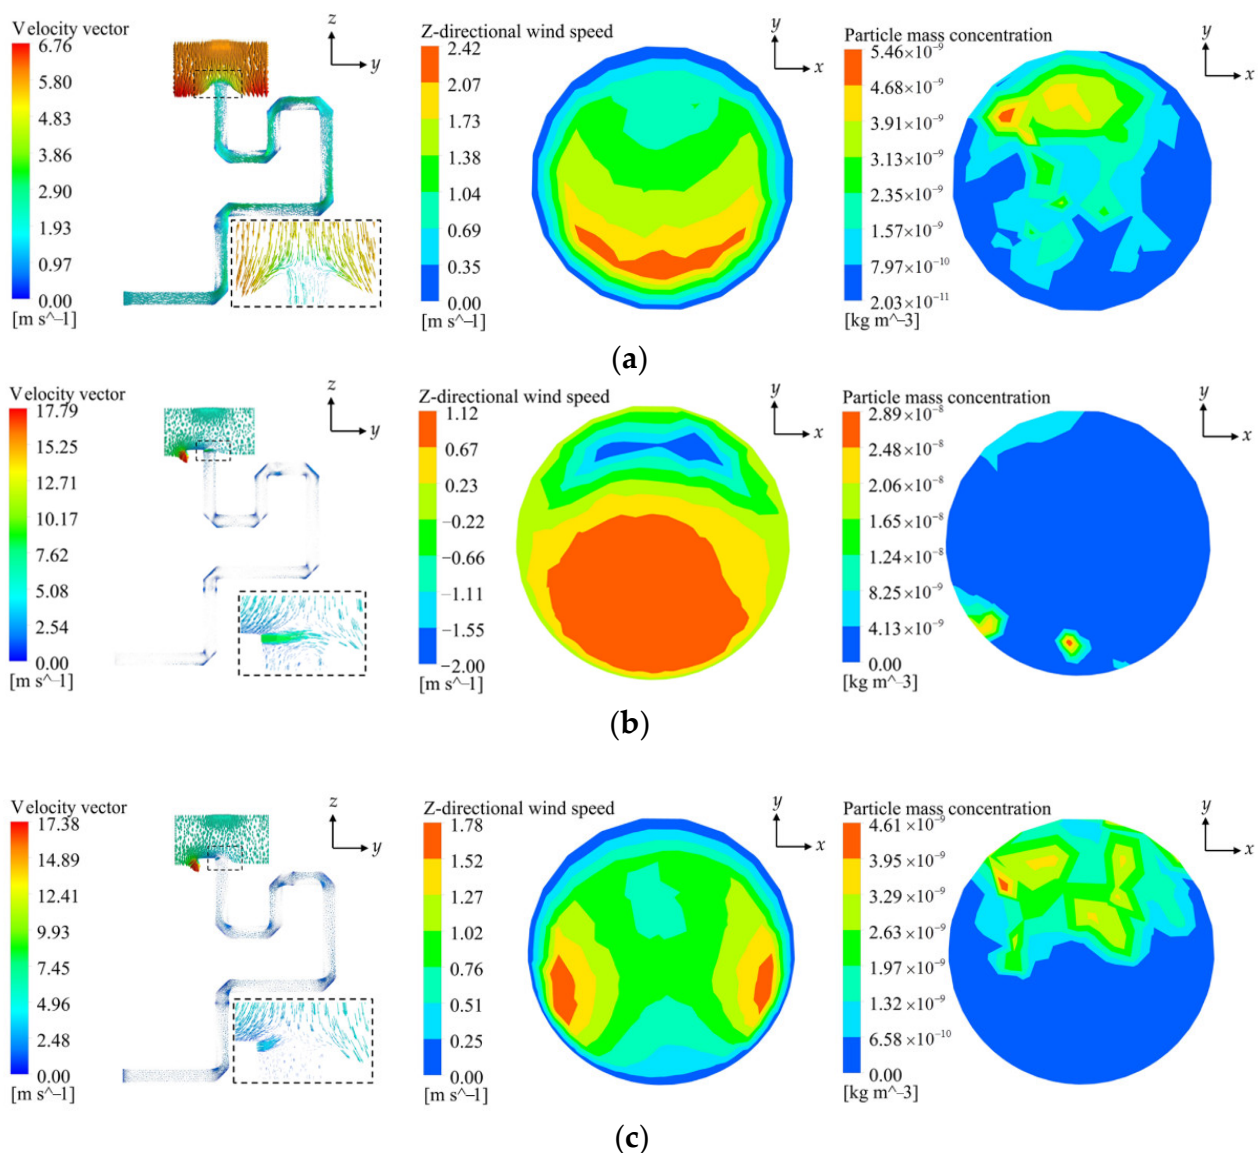 Velocity vector
6.76
5.80
4.83
3.86
2.90
1.93
0.97
0.00
[m s^−1]
z
y
Z-directional wind speed
2.42
2.07
1.73
1.38
1.04
0.69
0.35
0.00
[m s^−1]
y
x
Particle mass concentration
5.46×10⁻⁹
4.68×10⁻⁹
3.91×10⁻⁹
3.13×10⁻⁹
2.35×10⁻⁹
1.57×10⁻⁹
7.97×10⁻¹⁰
2.03×10⁻¹¹
[kg m^−3]
y
x
(a)
Velocity vector
17.79
15.25
12.71
10.17
7.62
5.08
2.54
0.00
[m s^−1]
z
y
Z-directional wind speed
1.12
0.67
0.23
−0.22
−0.66
−1.11
−1.55
−2.00
[m s^−1]
y
x
Particle mass concentration
2.89×10⁻⁸
2.48×10⁻⁸
2.06×10⁻⁸
1.65×10⁻⁸
1.24×10⁻⁸
8.25×10⁻⁹
4.13×10⁻⁹
0.00
[kg m^−3]
y
x
(b)
Velocity vector
17.38
14.89
12.41
9.93
7.45
4.96
2.48
0.00
[m s^−1]
z
y
Z-directional wind speed
1.78
1.52
1.27
1.02
0.76
0.51
0.25
0.00
[m s^−1]
y
x
Particle mass concentration
4.61×10⁻⁹
3.95×10⁻⁹
3.29×10⁻⁹
2.63×10⁻⁹
1.97×10⁻⁹
1.32×10⁻⁹
6.58×10⁻¹⁰
0.00
[kg m^−3]
y
x
(c)